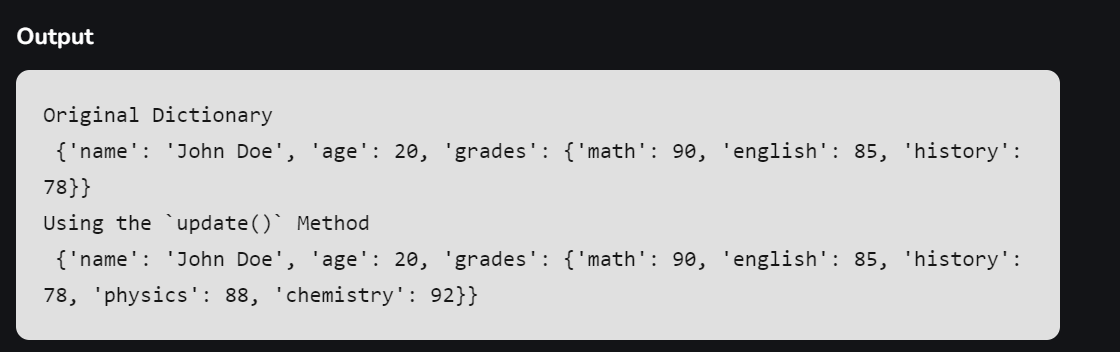 Output
Original Dictionary
 {'name': 'John Doe', 'age': 20, 'grades': {'math': 90, 'english': 85, 'history':
78}}
Using the `update()` Method
 {'name': 'John Doe', 'age': 20, 'grades': {'math': 90, 'english': 85, 'history':
78, 'physics': 88, 'chemistry': 92}}